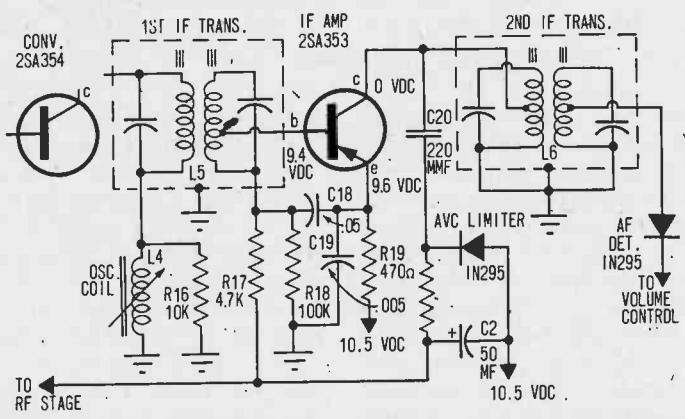 1ST IF TRANS.
IF AMP
2SA353
2ND IF TRANS.
CONV.
2SA354
c
c
0 VDC
C20
220
MMF
b
9.4
VDC
L5
L6
e
9.6 VDC
C18
.05
AVC LIMITER
AF
DET.
IN295
L4
OSC.
COIL
R16
10K
R17
4.7K
C19
R18
100K
R19
470Ω
.005
IN295
TO
VOLUME
CONTROL
+
C2
50
MF
10.5 VDC
10.5 VDC
TO
RF STAGE